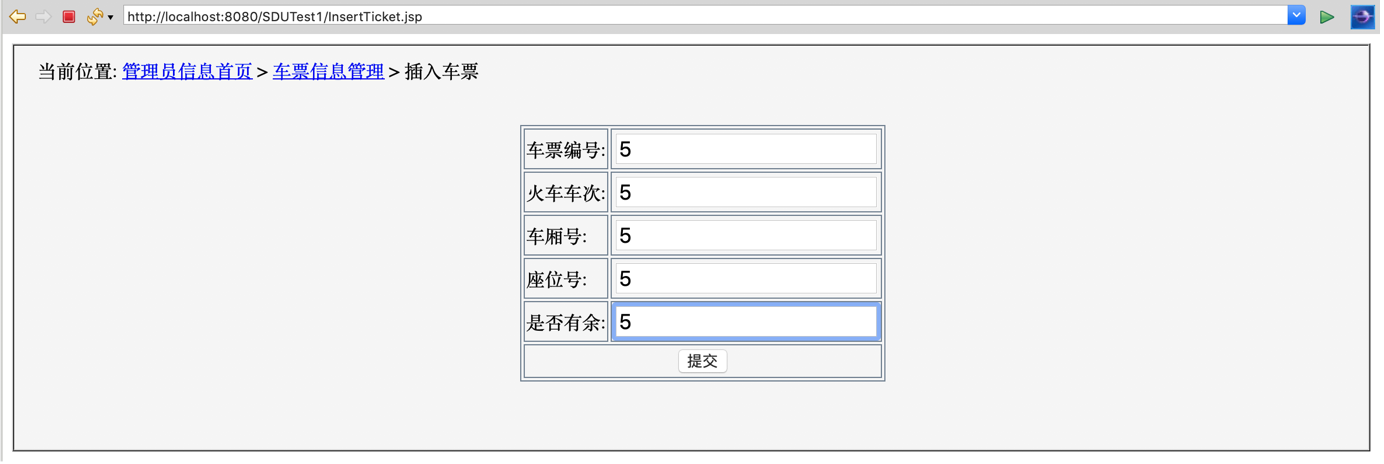 http://localhost:8080/SDUTest1/InsertTicket.jsp
当前位置: 管理员信息首页 > 车票信息管理 > 插入车票
车票编号: 5
火车车次: 5
车厢号: 5
座位号: 5
是否有余: 5
提交